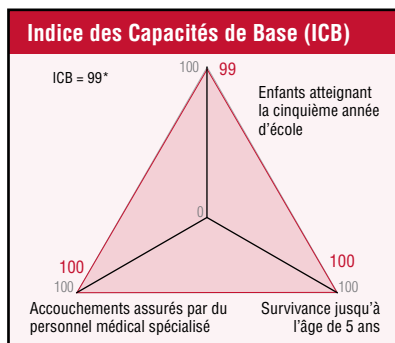 Indice des Capacités de Base (ICB)
ICB = 99*
100
99
Enfants atteignant
la cinquième année
d'école
0
100
100
100
100
Accouchements assurés par du
personnel médical spécialisé
Survivance jusqu'à
l'âge de 5 ans